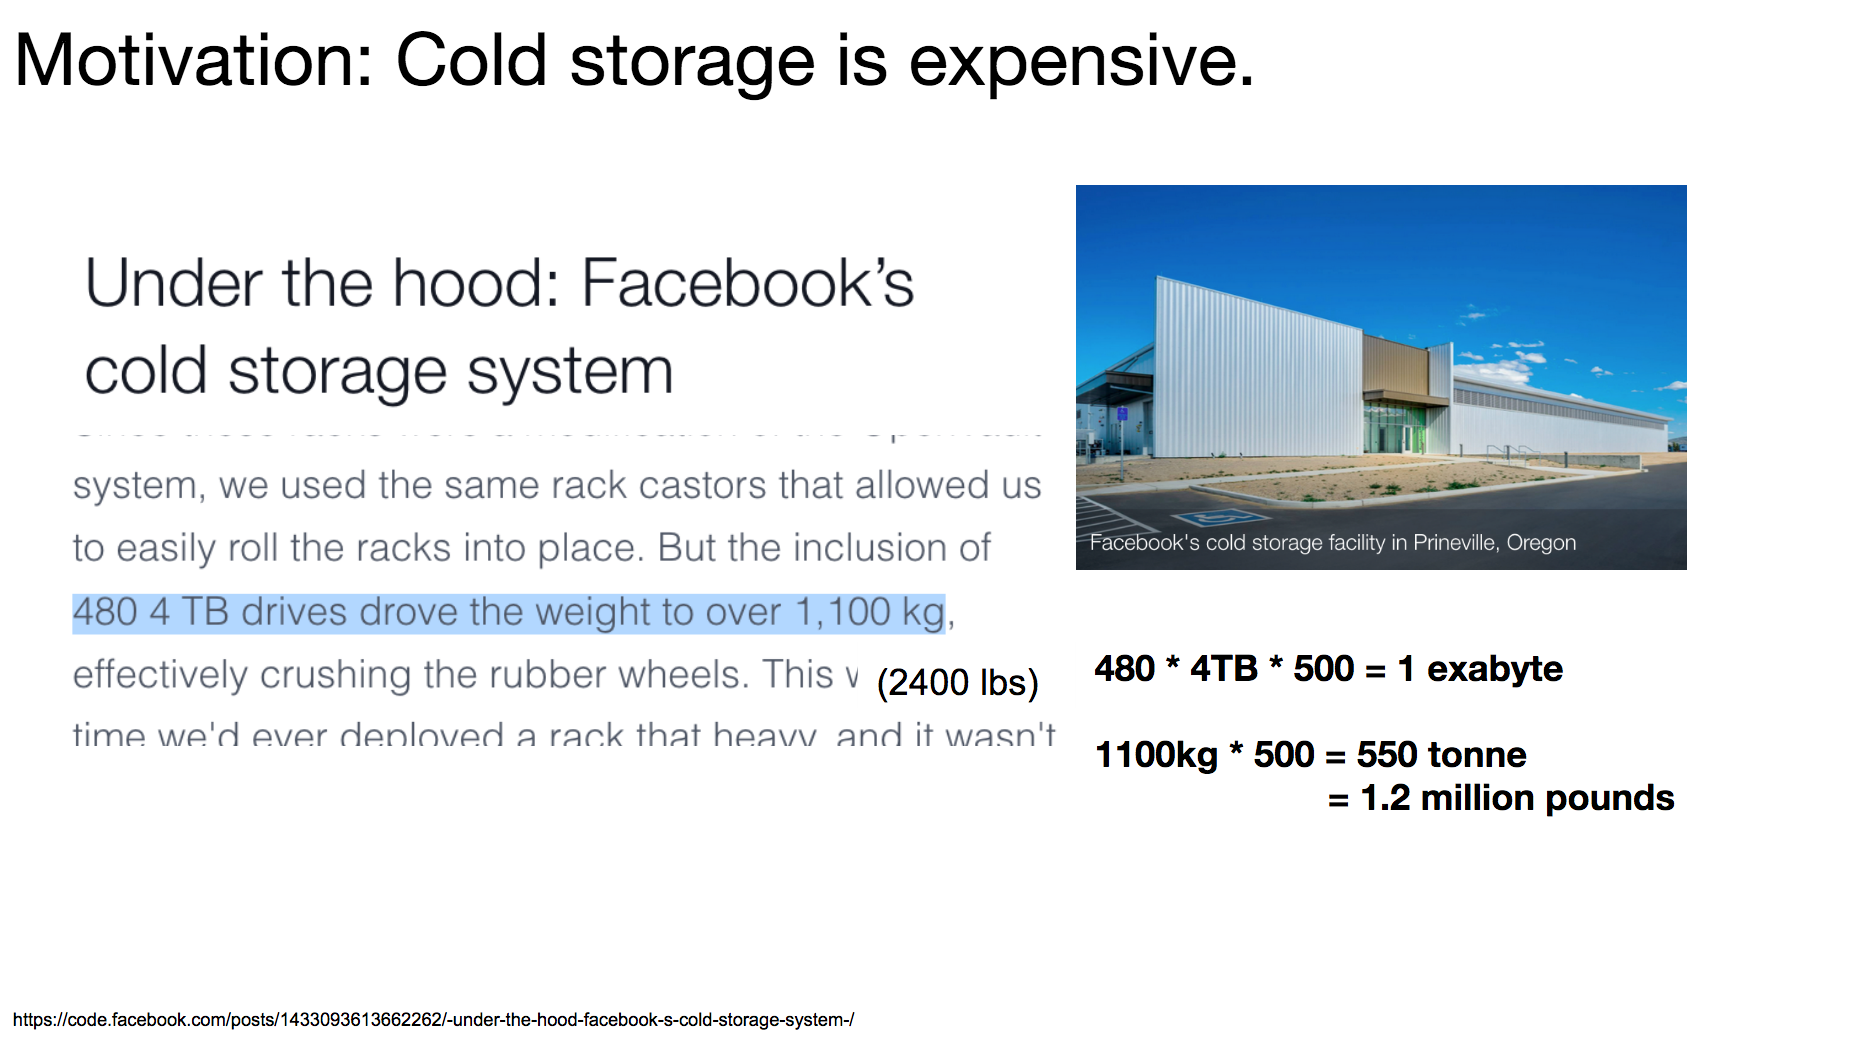 Motivation: Cold storage is expensive.
Under the hood: Facebook’s
cold storage system
system, we used the same rack castors that allowed us
to easily roll the racks into place. But the inclusion of
480 4 TB drives drove the weight to over 1,100 kg,
effectively crushing the rubber wheels. This
(2400 lbs)
time we'd ever deployed a rack that heavy, and it wasn't
Facebook's cold storage facility in Prineville, Oregon
480 * 4TB * 500 = 1 exabyte
1100kg * 500 = 550 tonne
= 1.2 million pounds
https://code.facebook.com/posts/1433093613662262/-under-the-hood-facebook-s-cold-storage-system-/